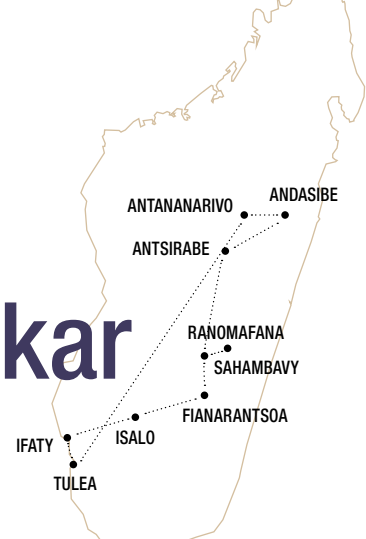 ANDASIBE
ANTANANARIVO
ANTSIRABE
kar
RANOMAFANA
SAHAMBAVY
FIANARANTSOA
ISALO
IFATY
TULEA